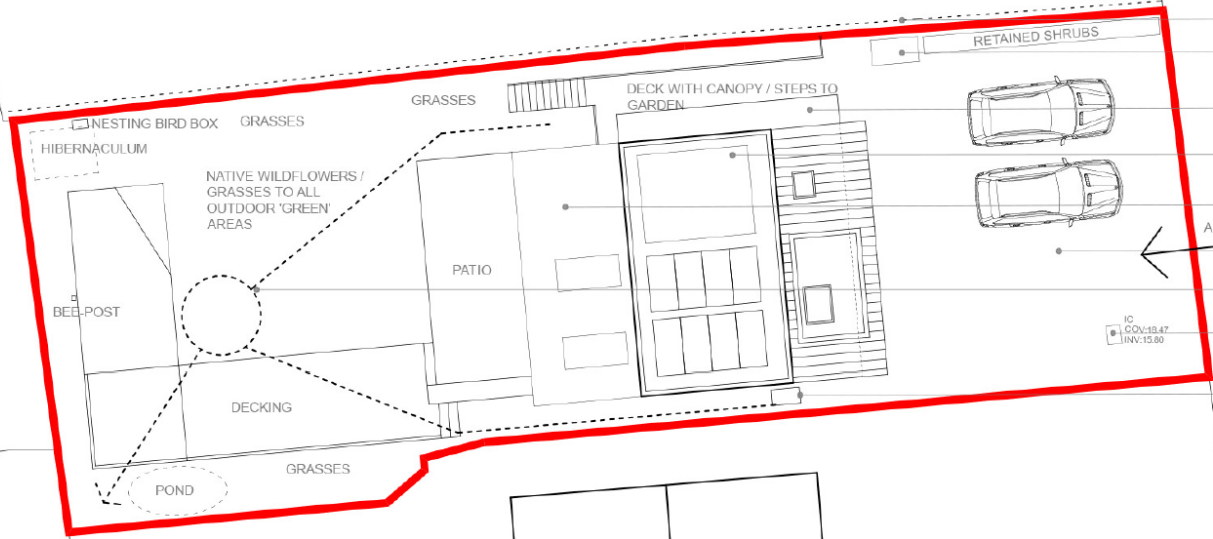 RETAINED SHRUBS
DECK WITH CANOPY / STEPS TO
GARDEN
GRASSES
NESTING BIRD BOX
GRASSES
HIBERNACULUM
NATIVE WILDFLOWERS /
GRASSES TO ALL
OUTDOOR 'GREEN'
AREAS
A
PATIO
BEE-POST
IC
COV:18.47
INV:15.80
DECKING
GRASSES
POND